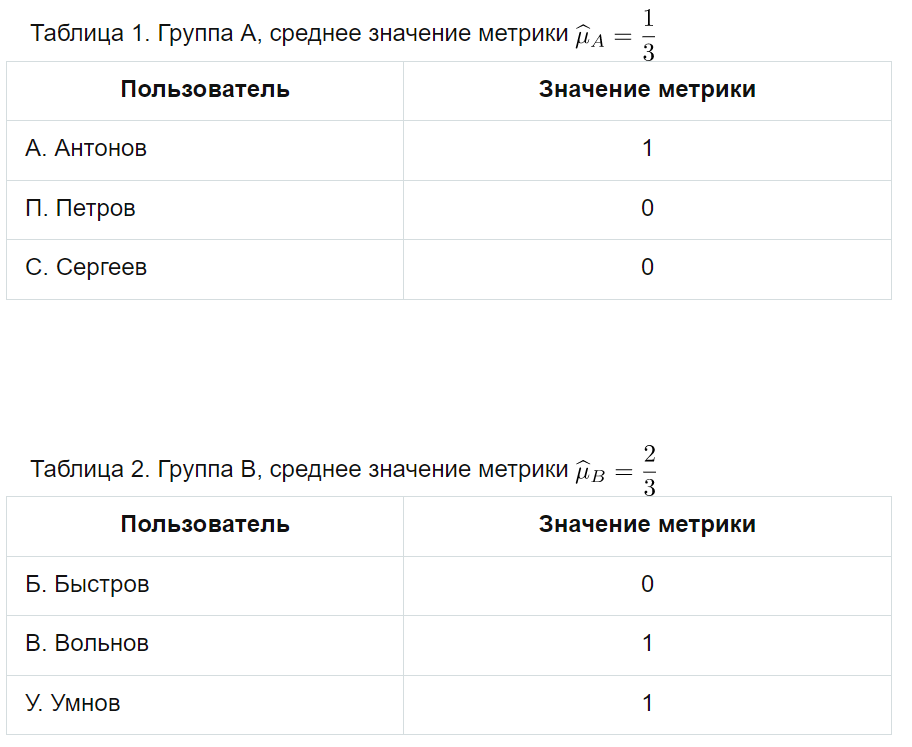 Таблица 1. Группа A, среднее значение метрики $\widehat{\mu}_A = \frac{1}{3}$
Пользователь Значение метрики
А. Антонов 1
П. Петров 0
С. Сергеев 0
Таблица 2. Группа B, среднее значение метрики $\widehat{\mu}_B = \frac{2}{3}$
Пользователь Значение метрики
Б. Быстров 0
В. Вольнов 1
У. Умнов 1